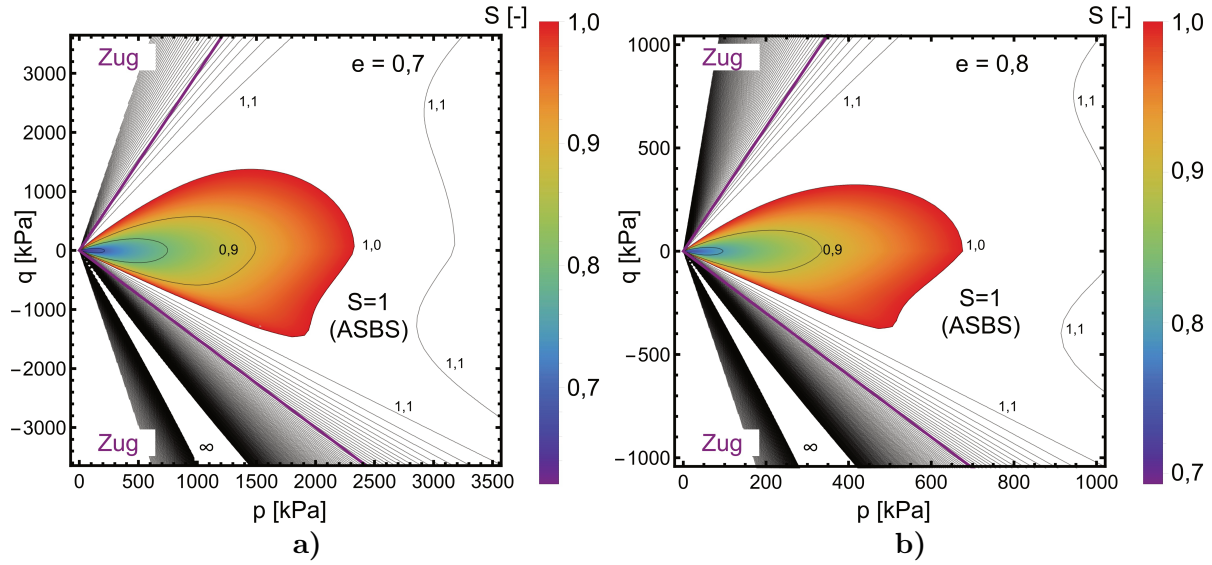 S [-]
Zug
e = 0,7
1,1
1,1
0,9
1,0
S=1
(ASBS)
1,1
1,1
Zug
∞
3000
2000
1000
0
−1000
−2000
−3000
q [kPa]
0 500 1000 1500 2000 2500 3000 3500
p [kPa]
1,0
0,9
0,8
0,7
a)
S [-]
Zug
e = 0,8
1,1
1,1
0,9
1,0
S=1
(ASBS)
1,1
1,1
Zug
∞
1000
500
0
−500
−1000
q [kPa]
0 200 400 600 800 1000
p [kPa]
1,0
0,9
0,8
0,7
b)